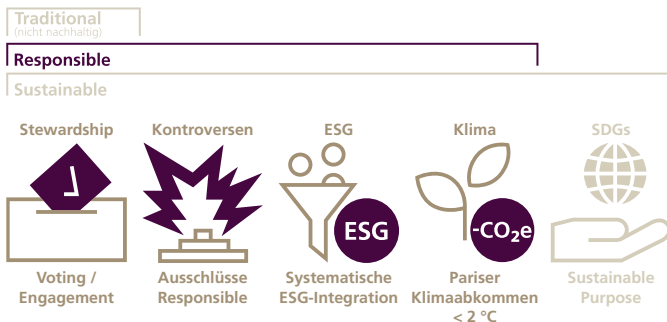 Traditional
(nicht nachhaltig)
Responsible
Sustainable
Stewardship
Kontroversen
ESG
Klima
SDGs
ESG
-CO₂e
Voting /
Engagement
Ausschlüsse
Responsible
Systematische
ESG-Integration
Pariser
Klimaabkommen
< 2 °C
Sustainable
Purpose